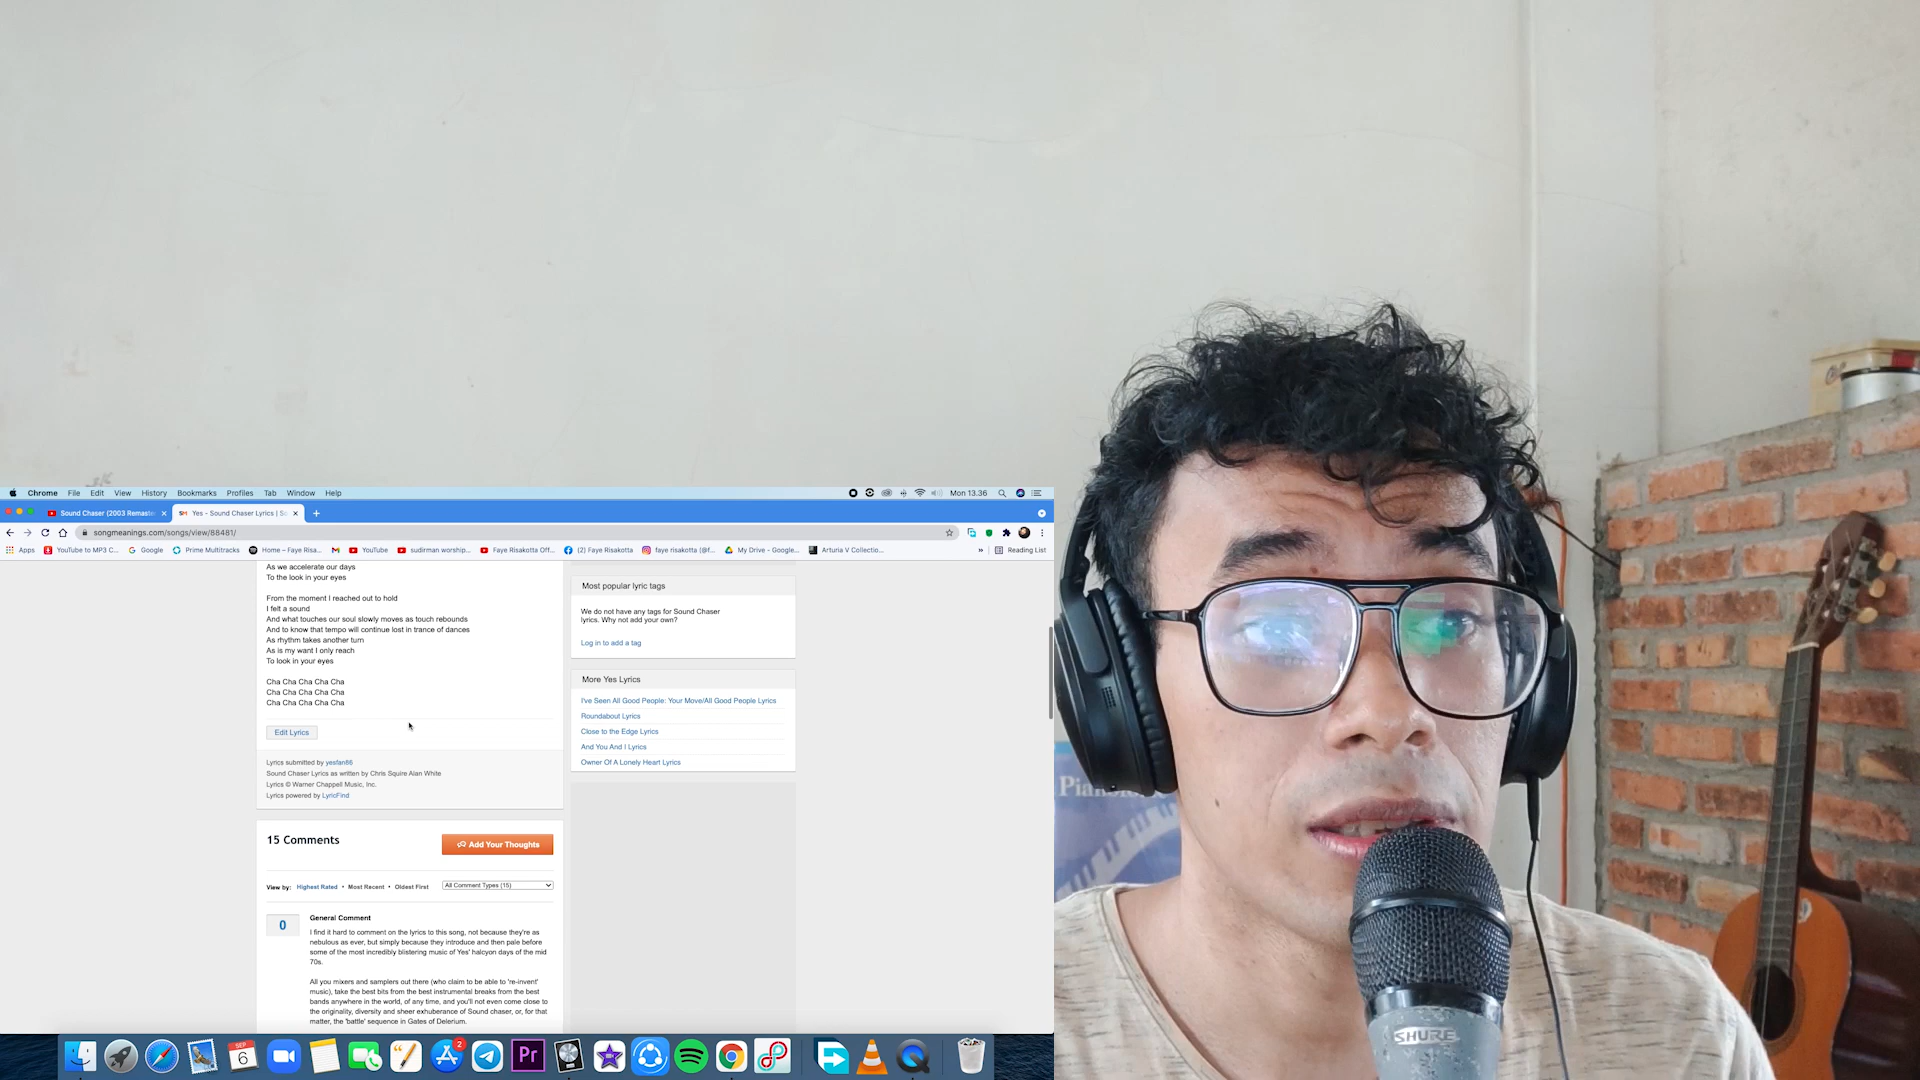 Chrome File Edit View History Bookmarks Profiles Tab Window Help Mon 13.36
Sound Chaser (2003 Remaste
Yes - Sound Chaser Lyrics | S
songmeanings.com/songs/view/88481/
Apps YouTube to MP3 C... Google Prime Multitracks Home – Faye Risa... YouTube sudirman worship... Faye Risakotta Off... (2) Faye Risakotta faye risakotta (@f... My Drive - Google... Arturia V Collectio... » Reading List
As we accelerate our days
To the look in your eyes
From the moment I reached out to hold
I felt a sound
And what touches our soul slowly moves as touch rebounds
And to know that tempo will continue lost in trance of dances
As rhythm takes another turn
As is my want I only reach
To look in your eyes
Cha Cha Cha Cha Cha
Cha Cha Cha Cha Cha
Cha Cha Cha Cha Cha
Edit Lyrics
Lyrics submitted by yesfan86
Sound Chaser Lyrics as written by Chris Squire Alan White
Lyrics © Warner Chappell Music, Inc.
Lyrics powered by LyricFind
Most popular lyric tags
We do not have any tags for Sound Chaser
lyrics. Why not add your own?
Log in to add a tag
More Yes Lyrics
I've Seen All Good People: Your Move/All Good People Lyrics
Roundabout Lyrics
Close to the Edge Lyrics
And You And I Lyrics
Owner Of A Lonely Heart Lyrics
15 Comments
Add Your Thoughts
View by: Highest Rated • Most Recent • Oldest First
All Comment Types (15)
0
General Comment
I find it hard to comment on the lyrics to this song, not because they're as
nebulous as ever, but simply because they introduce and then pale before
some of the most incredibly blistering music of Yes' halcyon days of the mid
70s.
All you mixers and samplers out there (who claim to be able to 're-invent'
music), take the best bits from the best instrumental breaks from the best
bands anywhere in the world, of any time, and you'll not even come close to
the originality, diversity and sheer exhuberance of Sound chaser, or, for that
matter, the 'battle' sequence in Gates of Delerium.
SEP
6
2
Pr
SHURE